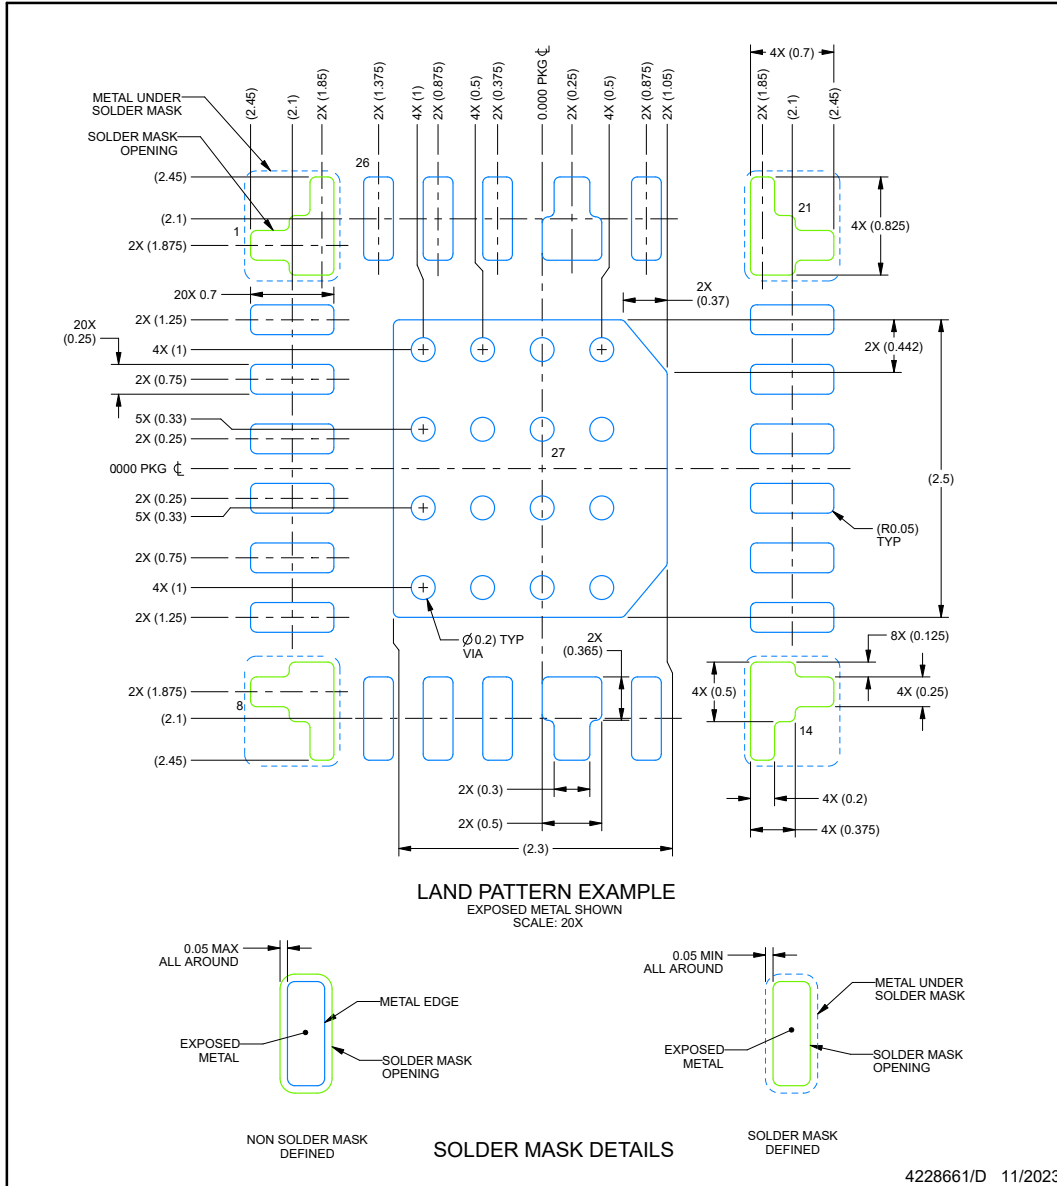 (2.45)
(2.1)
2X (1.85)
2X (1.375)
4X (1)
2X (0.875)
4X (0.5)
2X (0.375)
0.000 PKG ℄
2X (0.25)
4X (0.5)
2X (0.875)
2X (1.05)
4X (0.7)
2X (1.85)
(2.1)
(2.45)
METAL UNDER
SOLDER MASK
SOLDER MASK
OPENING
26
(2.45)
21
(2.1)
4X (0.825)
1
2X (1.875)
20X 0.7
2X
(0.37)
2X (1.25)
20X
(0.25)
2X (0.442)
4X (1)
2X (0.75)
5X (0.33)
2X (0.25)
27
0000 PKG ℄
(2.5)
2X (0.25)
5X (0.33)
(R0.05)
TYP
2X (0.75)
4X (1)
2X (1.25)
Ø0.2) TYP
VIA
2X
(0.365)
8X (0.125)
2X (1.875)
4X (0.5)
4X (0.25)
8
(2.1)
14
(2.45)
2X (0.3)
4X (0.2)
2X (0.5)
4X (0.375)
(2.3)
LAND PATTERN EXAMPLE
EXPOSED METAL SHOWN
SCALE: 20X
0.05 MAX
ALL AROUND
METAL EDGE
EXPOSED
METAL
SOLDER MASK
OPENING
NON SOLDER MASK
DEFINED
0.05 MIN
ALL AROUND
METAL UNDER
SOLDER MASK
EXPOSED
METAL
SOLDER MASK
OPENING
SOLDER MASK
DEFINED
SOLDER MASK DETAILS
4228661/D 11/2023